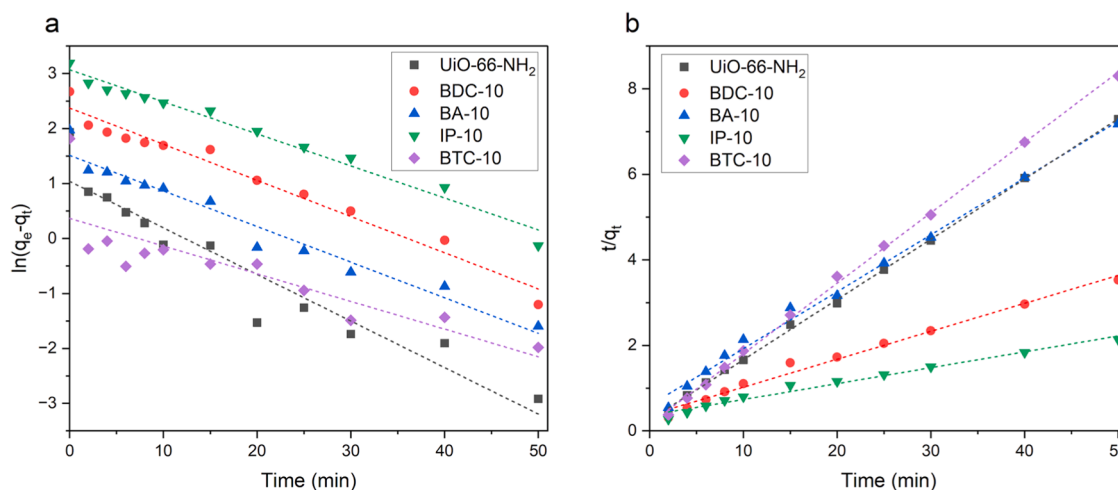 a
ln(qₑ-qₜ)
3
2
1
0
-1
-2
-3
0
10
20
30
40
50
Time (min)
UiO-66-NH₂
BDC-10
BA-10
IP-10
BTC-10
b
t/qₜ
8
6
4
2
0
0
10
20
30
40
50
Time (min)
UiO-66-NH₂
BDC-10
BA-10
IP-10
BTC-10